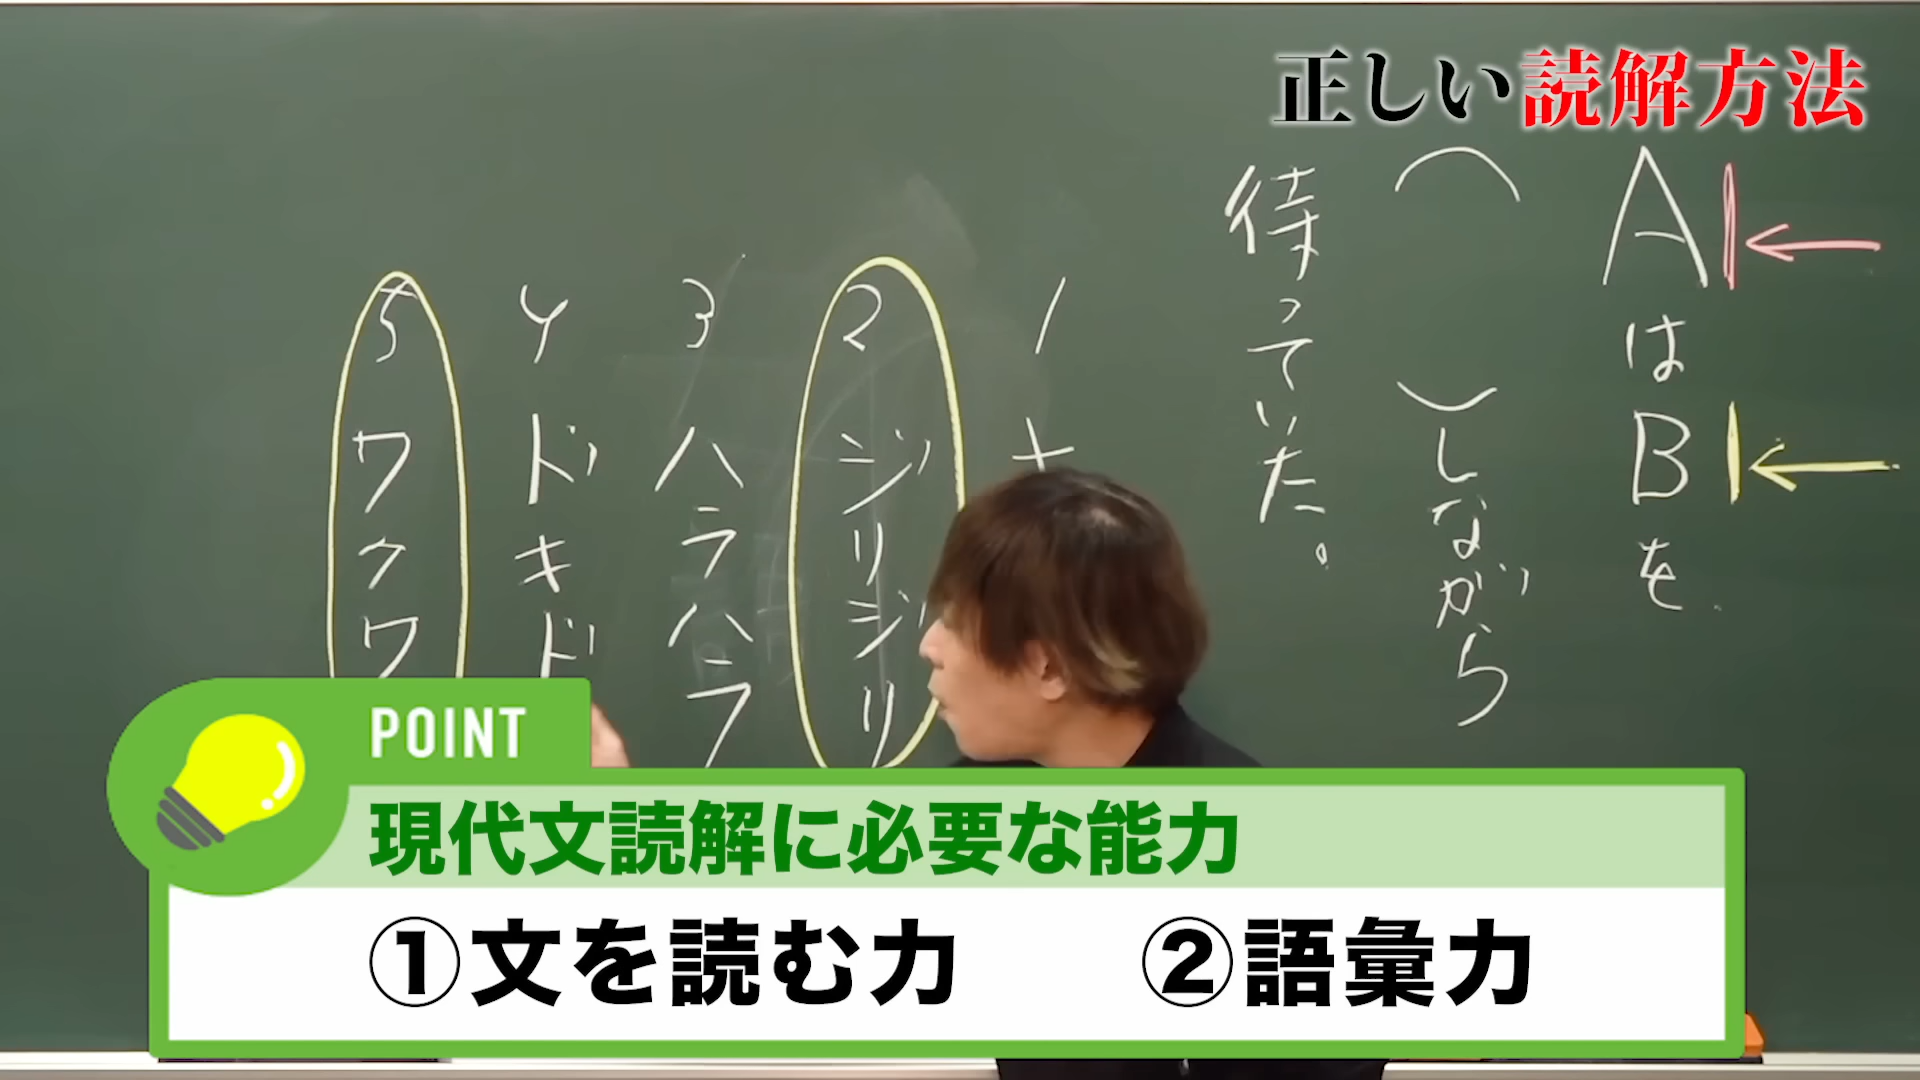 正しい読解方法
AはBを
( )しながら
待っていた。
1
2 ジリジリ
3 ハラハラ
4 ドキド
5 ワクワ
POINT
現代文読解に必要な能力
①文を読む力 ②語彙力